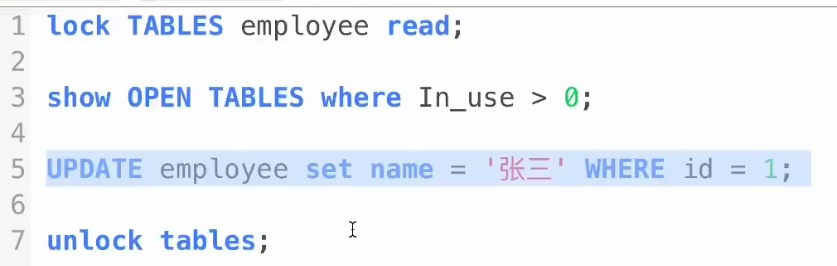 1 lock TABLES employee read;
2
3 show OPEN TABLES where In_use > 0;
4
5 UPDATE employee set name = '张三' WHERE id = 1;
6
7 unlock tables;